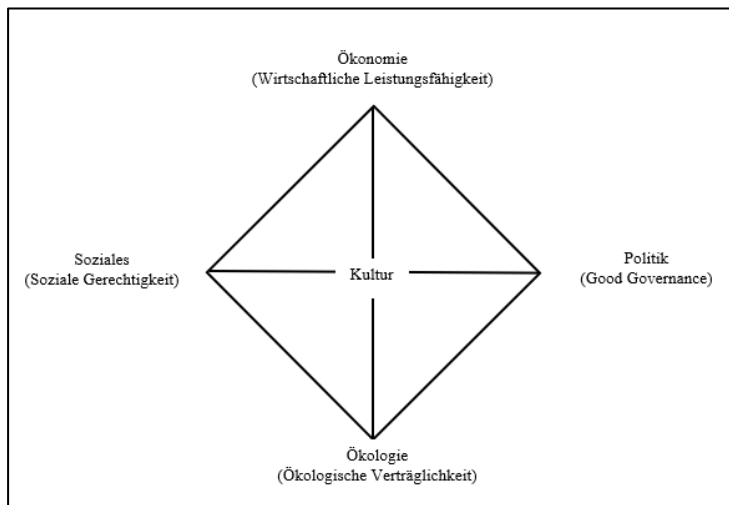 Ökonomie
(Wirtschaftliche Leistungsfähigkeit)
Soziales
(Soziale Gerechtigkeit)
Kultur
Politik
(Good Governance)
Ökologie
(Ökologische Verträglichkeit)